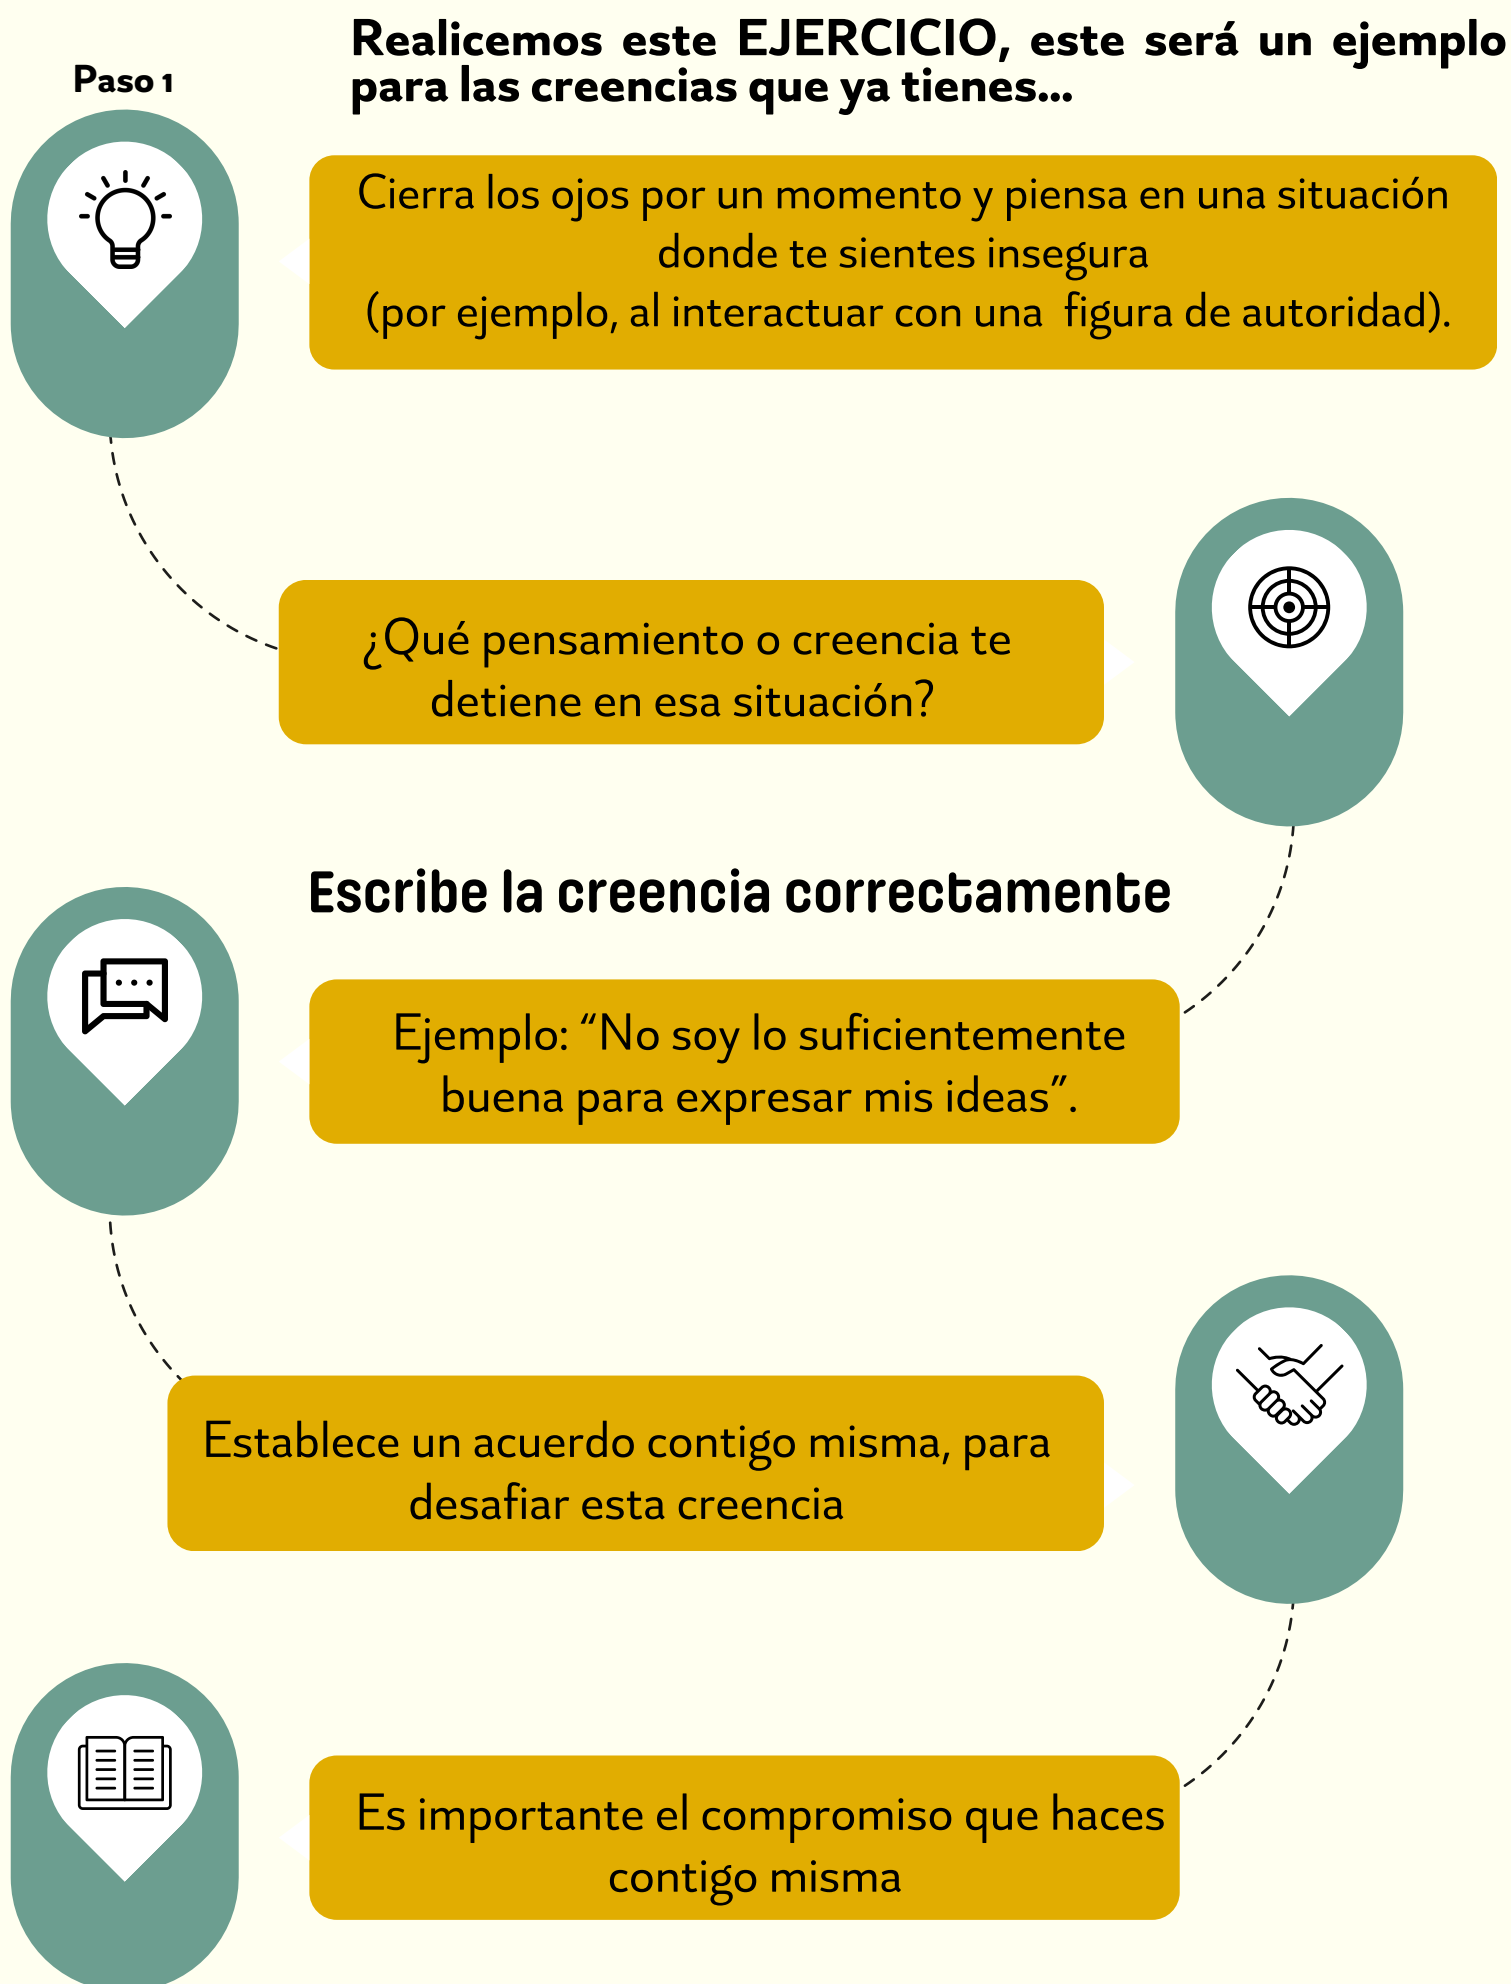 Paso 1
Realicemos este EJERCICIO, este será un ejemplo
para las creencias que ya tienes...
Cierra los ojos por un momento y piensa en una situación
donde te sientes insegura
(por ejemplo, al interactuar con una figura de autoridad).
¿Qué pensamiento o creencia te
detiene en esa situación?
Escribe la creencia correctamente
Ejemplo: “No soy lo suficientemente
buena para expresar mis ideas”.
Establece un acuerdo contigo misma, para
desafiar esta creencia
Es importante el compromiso que haces
contigo misma